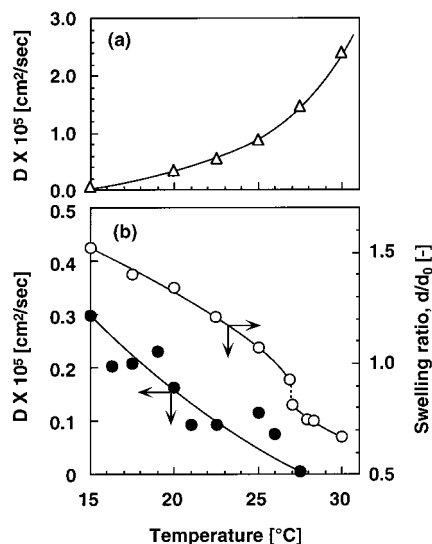 (a)
D X 10⁵ [cm²/sec]
3.0
2.0
1.0
0.0
(b)
D X 10⁵ [cm²/sec]
0.5
0.4
0.3
0.2
0.1
0
1.5
1.0
0.5
Swelling ratio, d/d₀ [-]
15 20 25 30
Temperature [°C]